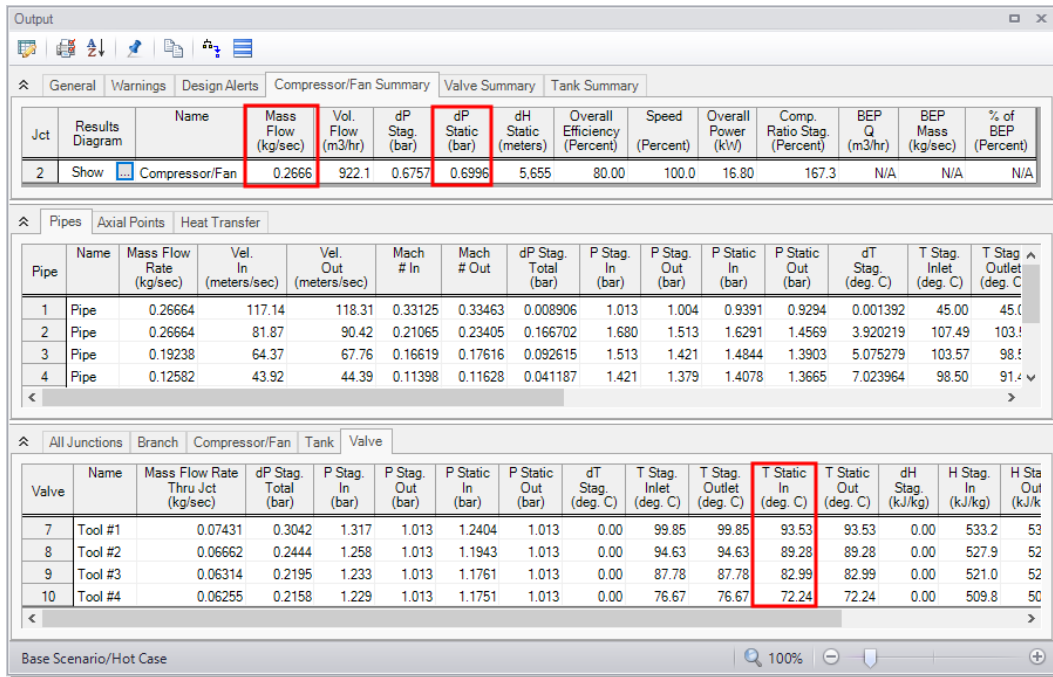 Output
General Warnings Design Alerts Compressor/Fan Summary Valve Summary Tank Summary
Jct Results Diagram Name Mass Flow (kg/sec) Vol. Flow (m3/hr) dP Stag. (bar) dP Static (bar) dH Static (meters) Overall Efficiency (Percent) Speed (Percent) Overall Power (kW) Comp. Ratio Stag. (Percent) BEP Q (m3/hr) BEP Mass (kg/sec) % of BEP (Percent)
2 Show ... Compressor/Fan 0.2666 922.1 0.6757 0.6996 5,655 80.00 100.0 16.80 167.3 N/A N/A N/A
Pipes Axial Points Heat Transfer
Pipe Name Mass Flow Rate (kg/sec) Vel. In (meters/sec) Vel. Out (meters/sec) Mach # In Mach # Out dP Stag. Total (bar) P Stag. In (bar) P Stag. Out (bar) P Static In (bar) P Static Out (bar) dT Stag. (deg. C) T Stag. Inlet (deg. C) T Stag Outlet (deg. C
1 Pipe 0.26664 117.14 118.31 0.33125 0.33463 0.008906 1.013 1.004 0.9391 0.9294 0.001392 45.00 45.0
2 Pipe 0.26664 81.87 90.42 0.21065 0.23405 0.166702 1.680 1.513 1.6291 1.4569 3.920219 107.49 103.5
3 Pipe 0.19238 64.37 67.76 0.16619 0.17616 0.092615 1.513 1.421 1.4844 1.3903 5.075279 103.57 98.5
4 Pipe 0.12582 43.92 44.39 0.11398 0.11628 0.041187 1.421 1.379 1.4078 1.3665 7.023964 98.50 91.4
All Junctions Branch Compressor/Fan Tank Valve
Valve Name Mass Flow Rate Thru Jct (kg/sec) dP Stag. Total (bar) P Stag. In (bar) P Stag. Out (bar) P Static In (bar) P Static Out (bar) dT Stag. (deg. C) T Stag. Inlet (deg. C) T Stag. Outlet (deg. C) T Static In (deg. C) T Static Out (deg. C) dH Stag. (kJ/kg) H Stag. In (kJ/kg) H Sta Out (kJ/k
7 Tool #1 0.07431 0.3042 1.317 1.013 1.2404 1.013 0.00 99.85 99.85 93.53 93.53 0.00 533.2 53
8 Tool #2 0.06662 0.2444 1.258 1.013 1.1943 1.013 0.00 94.63 94.63 89.28 89.28 0.00 527.9 52
9 Tool #3 0.06314 0.2195 1.233 1.013 1.1761 1.013 0.00 87.78 87.78 82.99 82.99 0.00 521.0 52
10 Tool #4 0.06255 0.2158 1.229 1.013 1.1751 1.013 0.00 76.67 76.67 72.24 72.24 0.00 509.8 50
Base Scenario/Hot Case 100%